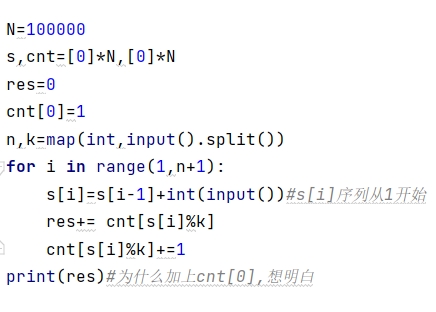 N=100000
s,cnt=[0]*N,[0]*N
res=0
cnt[0]=1
n,k=map(int,input().split())
for i in range(1,n+1):
    s[i]=s[i-1]+int(input())#s[i]序列从1开始
    res+= cnt[s[i]%k]
    cnt[s[i]%k]+=1
print(res)#为什么加上cnt[0],想明白